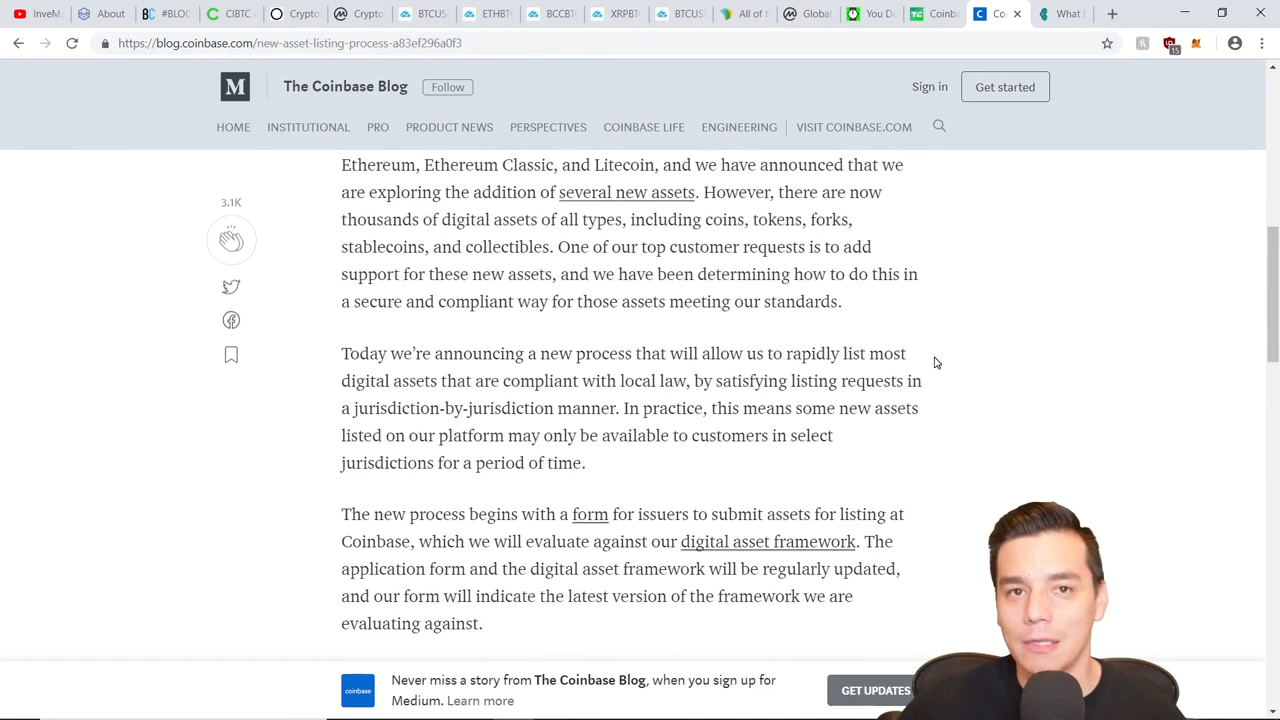 InveM
About
#BLOC
CIBTC
Crypto
Crypto
BTCUS
ETHBT
BCCBT
XRPBT
BTCUS
All of t
Global
You Do
Coinb
Co
What
https://blog.coinbase.com/new-asset-listing-process-a83ef296a0f3
15
M
The Coinbase Blog
Follow
Sign in
Get started
HOME
INSTITUTIONAL
PRO
PRODUCT NEWS
PERSPECTIVES
COINBASE LIFE
ENGINEERING
VISIT COINBASE.COM
Ethereum, Ethereum Classic, and Litecoin, and we have announced that we
are exploring the addition of several new assets. However, there are now
thousands of digital assets of all types, including coins, tokens, forks,
stablecoins, and collectibles. One of our top customer requests is to add
support for these new assets, and we have been determining how to do this in
a secure and compliant way for those assets meeting our standards.
3.1K
Today we’re announcing a new process that will allow us to rapidly list most
digital assets that are compliant with local law, by satisfying listing requests in
a jurisdiction-by-jurisdiction manner. In practice, this means some new assets
listed on our platform may only be available to customers in select
jurisdictions for a period of time.
The new process begins with a form for issuers to submit assets for listing at
Coinbase, which we will evaluate against our digital asset framework. The
application form and the digital asset framework will be regularly updated,
and our form will indicate the latest version of the framework we are
evaluating against.
coinbase
Never miss a story from The Coinbase Blog, when you sign up for
Medium. Learn more
GET UPDATES